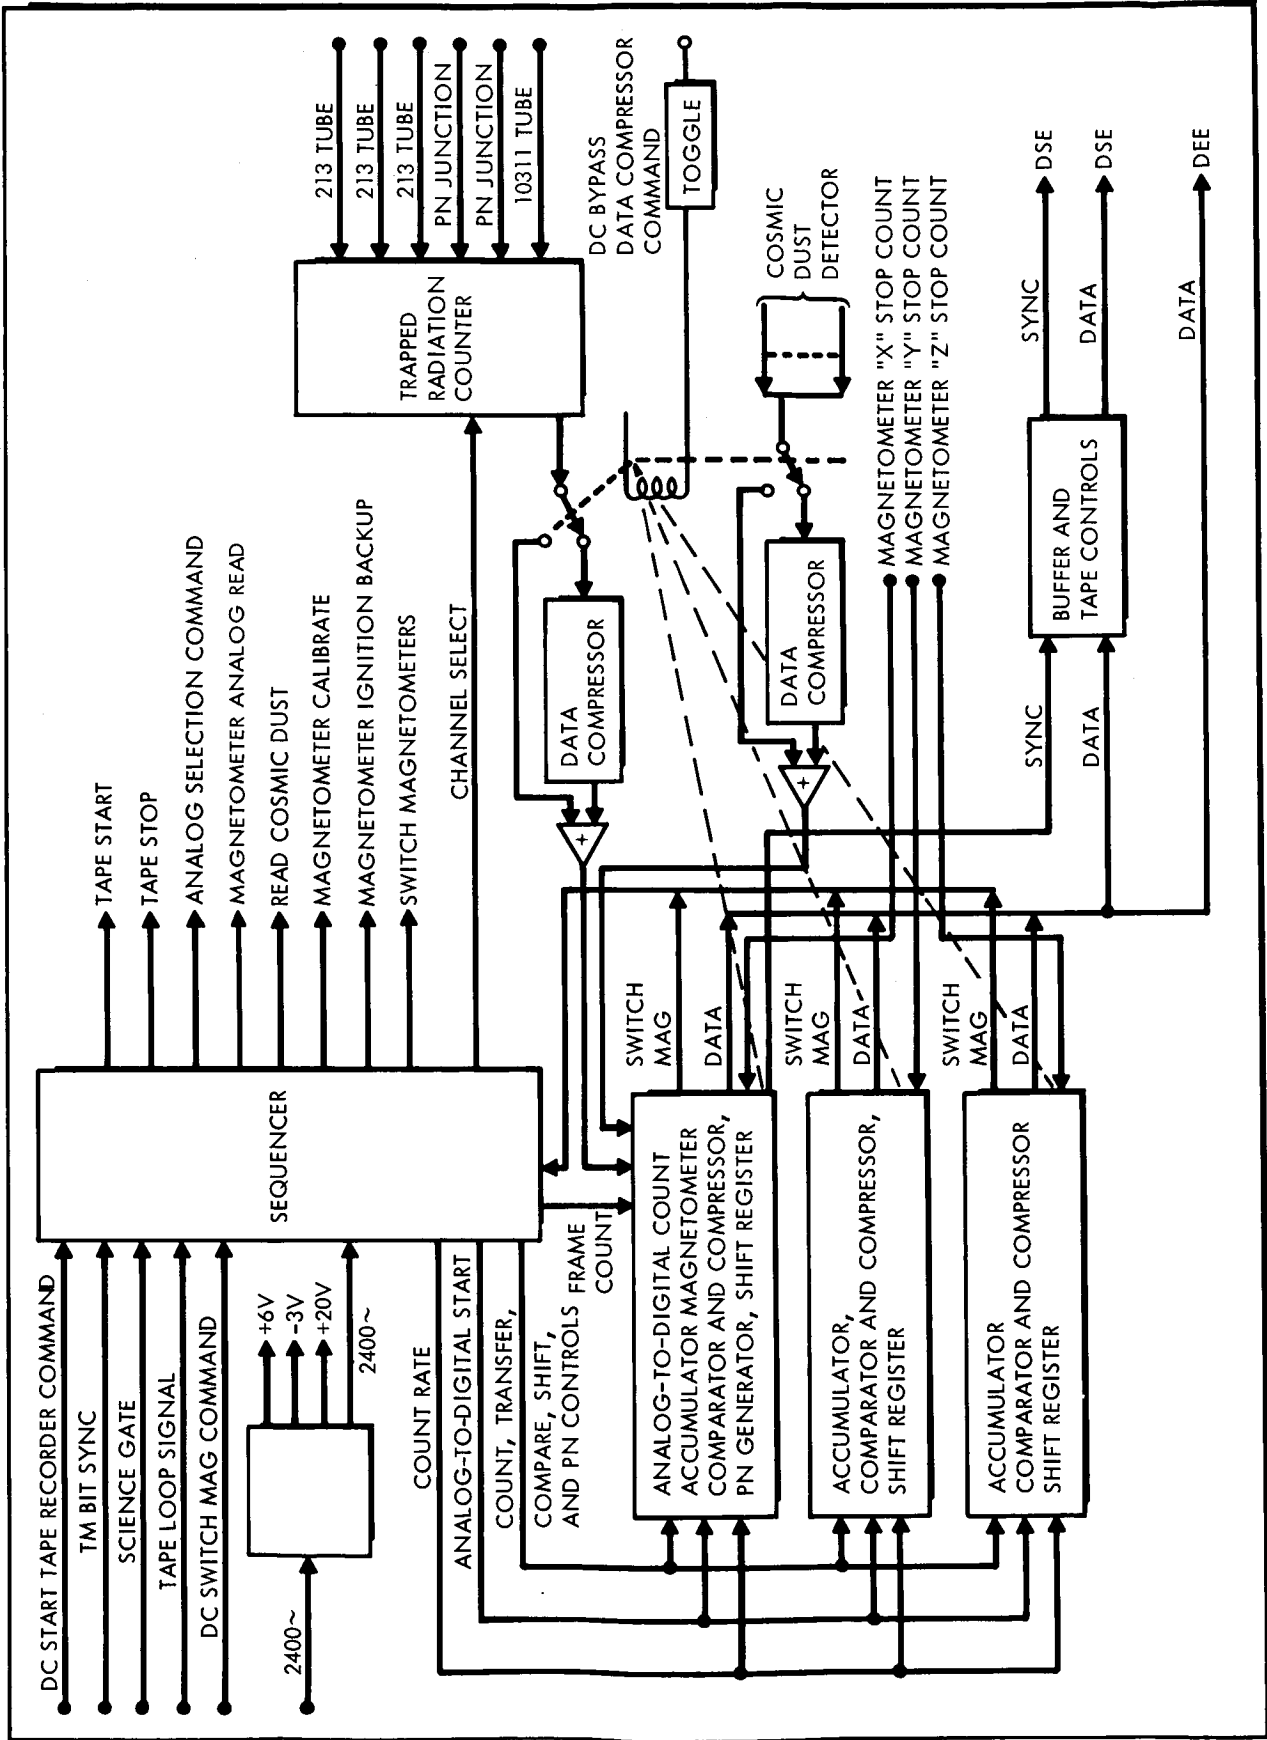 DC START TAPE RECORDER COMMAND
TM BIT SYNC
SCIENCE GATE
TAPE LOOP SIGNAL
DC SWITCH MAG COMMAND
2400~
+6V
-3V
+20V
2400~
SEQUENCER
TAPE START
TAPE STOP
ANALOG SELECTION COMMAND
MAGNETOMETER ANALOG READ
READ COSMIC DUST
MAGNETOMETER CALIBRATE
MAGNETOMETER IGNITION BACKUP
SWITCH MAGNETOMETERS
CHANNEL SELECT
TRAPPED
RADIATION
COUNTER
213 TUBE
213 TUBE
213 TUBE
PN JUNCTION
PN JUNCTION
10311 TUBE
DC BYPASS
DATA COMPRESSOR
COMMAND
TOGGLE
DATA
COMPRESSOR
+
COSMIC
DUST
DETECTOR
DATA
COMPRESSOR
+
MAGNETOMETER "X" STOP COUNT
MAGNETOMETER "Y" STOP COUNT
MAGNETOMETER "Z" STOP COUNT
COUNT RATE
ANALOG-TO-DIGITAL START
COUNT, TRANSFER,
COMPARE, SHIFT,
AND PN CONTROLS
FRAME
COUNT
ANALOG-TO-DIGITAL COUNT
ACCUMULATOR MAGNETOMETER
COMPARATOR AND COMPRESSOR,
PN GENERATOR, SHIFT REGISTER
SWITCH
MAG
DATA
ACCUMULATOR,
COMPARATOR AND COMPRESSOR,
SHIFT REGISTER
SWITCH
MAG
DATA
ACCUMULATOR
COMPARATOR AND COMPRESSOR
SHIFT REGISTER
SWITCH
MAG
DATA
SYNC
DATA
BUFFER AND
TAPE CONTROLS
SYNC
DSE
DATA
DSE
DATA
DEE